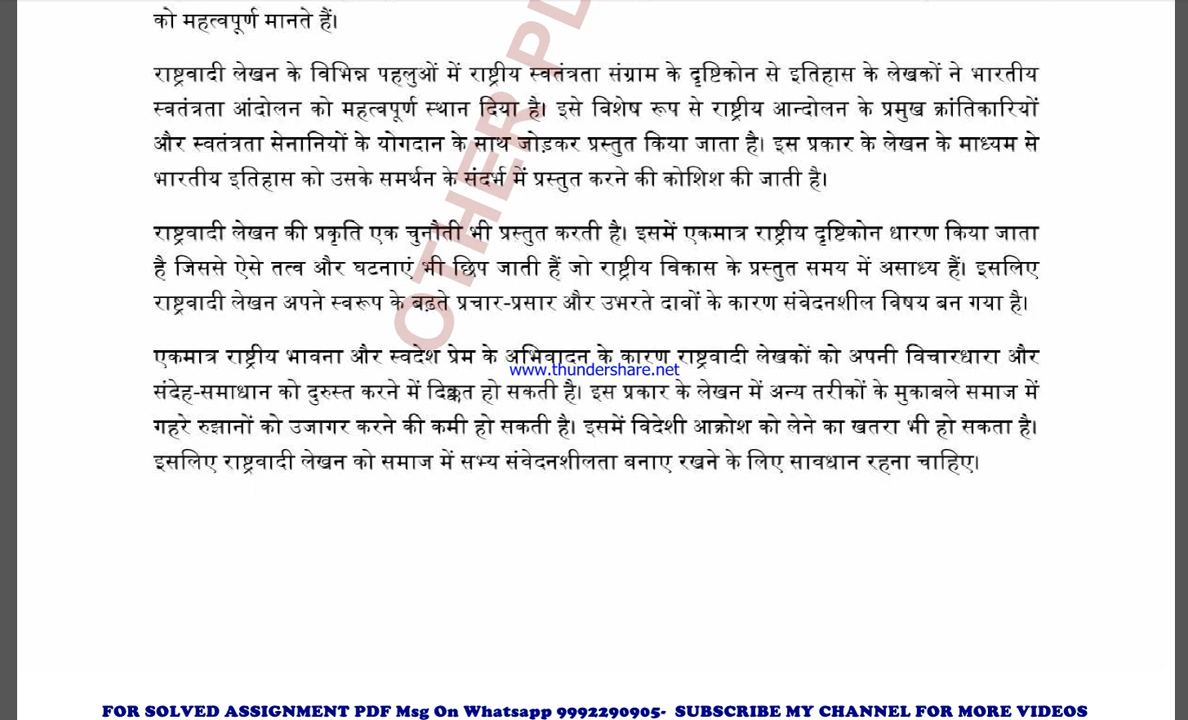 को महत्वपूर्ण मानते हैं।
राष्ट्रवादी लेखन के विभिन्न पहलुओं में राष्ट्रीय स्वतंत्रता संग्राम के दृष्टिकोन से इतिहास के लेखकों ने भारतीय
स्वतंत्रता आंदोलन को महत्वपूर्ण स्थान दिया है। इसे विशेष रूप से राष्ट्रीय आन्दोलन के प्रमुख क्रांतिकारियों
और स्वतंत्रता सेनानियों के योगदान के साथ जोड़कर प्रस्तुत किया जाता है। इस प्रकार के लेखन के माध्यम से
भारतीय इतिहास को उसके समर्थन के संदर्भ में प्रस्तुत करने की कोशिश की जाती है।
राष्ट्रवादी लेखन की प्रकृति एक चुनौती भी प्रस्तुत करती है। इसमें एकमात्र राष्ट्रीय दृष्टिकोन धारण किया जाता
है जिससे ऐसे तत्व और घटनाएं भी छिप जाती हैं जो राष्ट्रीय विकास के प्रस्तुत समय में असाध्य हैं। इसलिए
राष्ट्रवादी लेखन अपने स्वरूप के बढ़ते प्रचार-प्रसार और उभरते दावों के कारण संवेदनशील विषय बन गया है।
एकमात्र राष्ट्रीय भावना और स्वदेश प्रेम के अभिवादन के कारण राष्ट्रवादी लेखकों को अपनी विचारधारा और
www.thundershare.net
संदेह-समाधान को दुरुस्त करने में दिक्कत हो सकती है। इस प्रकार के लेखन में अन्य तरीकों के मुकाबले समाज में
गहरे रुझानों को उजागर करने की कमी हो सकती है। इसमें विदेशी आक्रोश को लेने का खतरा भी हो सकता है।
इसलिए राष्ट्रवादी लेखन को समाज में सभ्य संवेदनशीलता बनाए रखने के लिए सावधान रहना चाहिए।
OTHER PL
FOR SOLVED ASSIGNMENT PDF Msg On Whatsapp 9992290905- SUBSCRIBE MY CHANNEL FOR MORE VIDEOS